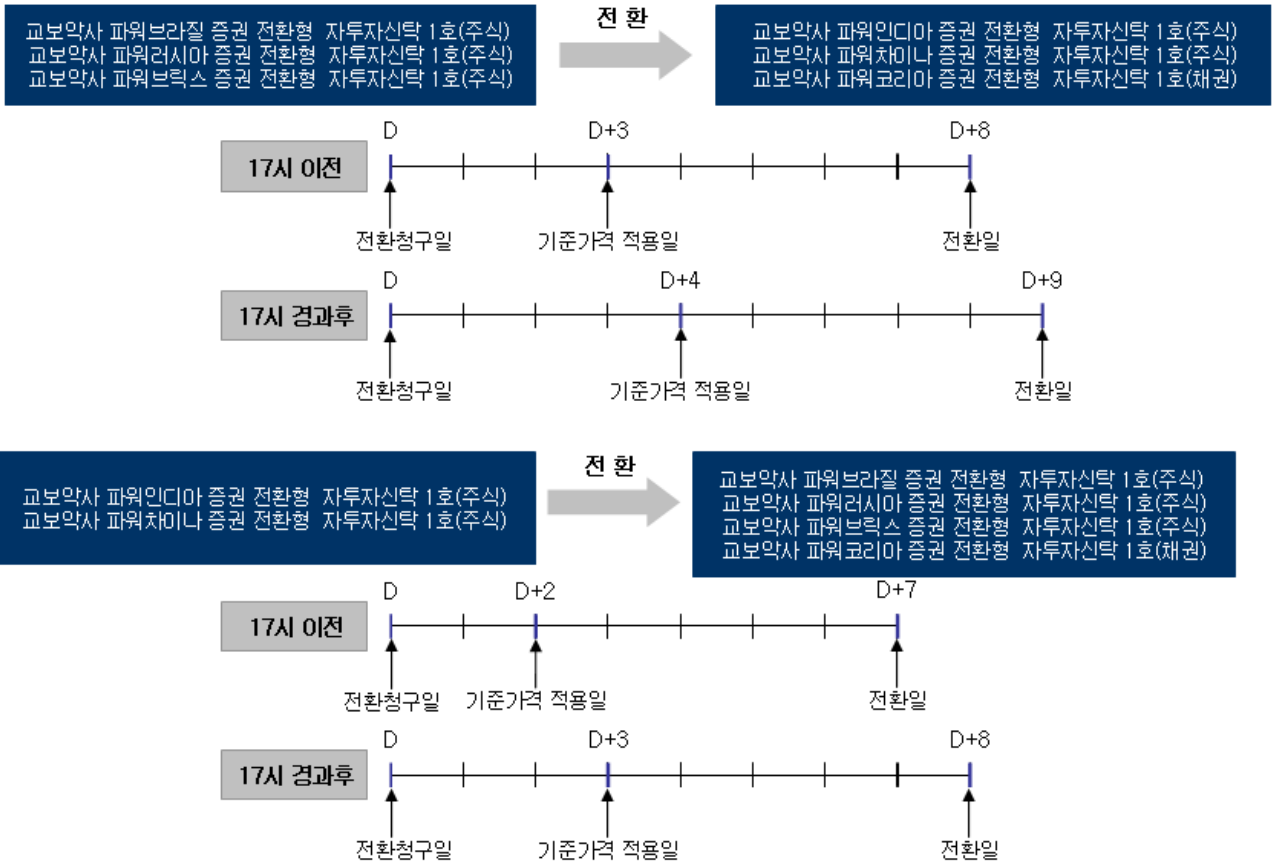 교보악사 파워브라질 증권 전환형 자투자신탁 1호(주식)
교보악사 파워러시아 증권 전환형 자투자신탁 1호(주식)
교보악사 파워브릭스 증권 전환형 자투자신탁 1호(주식)
전 환
교보악사 파워인디아 증권 전환형 자투자신탁 1호(주식)
교보악사 파워차이나 증권 전환형 자투자신탁 1호(주식)
교보악사 파워코리아 증권 전환형 자투자신탁 1호(채권)
D D+3 D+8
17시 이전
전환청구일 기준가격 적용일 전환일
D D+4 D+9
17시 경과후
전환청구일 기준가격 적용일 전환일
교보악사 파워인디아 증권 전환형 자투자신탁 1호(주식)
교보악사 파워차이나 증권 전환형 자투자신탁 1호(주식)
전 환
교보악사 파워브라질 증권 전환형 자투자신탁 1호(주식)
교보악사 파워러시아 증권 전환형 자투자신탁 1호(주식)
교보악사 파워브릭스 증권 전환형 자투자신탁 1호(주식)
교보악사 파워코리아 증권 전환형 자투자신탁 1호(채권)
D D+2 D+7
17시 이전
전환청구일 기준가격 적용일 전환일
D D+3 D+8
17시 경과후
전환청구일 기준가격 적용일 전환일